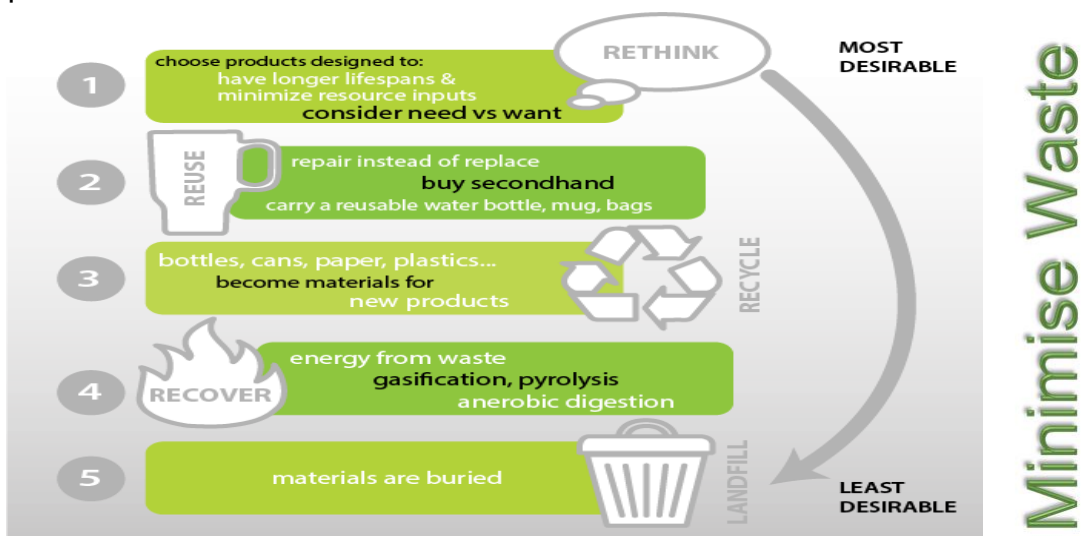 RETHINK
MOST
DESIRABLE
1
choose products designed to:
have longer lifespans &
minimize resource inputs
consider need vs want
2
REUSE
repair instead of replace
buy secondhand
carry a reusable water bottle, mug, bags
3
bottles, cans, paper, plastics...
become materials for
new products
RECYCLE
4
RECOVER
energy from waste
gasification, pyrolysis
anerobic digestion
5
materials are buried
LANDFILL
LEAST
DESIRABLE
Minimise Waste